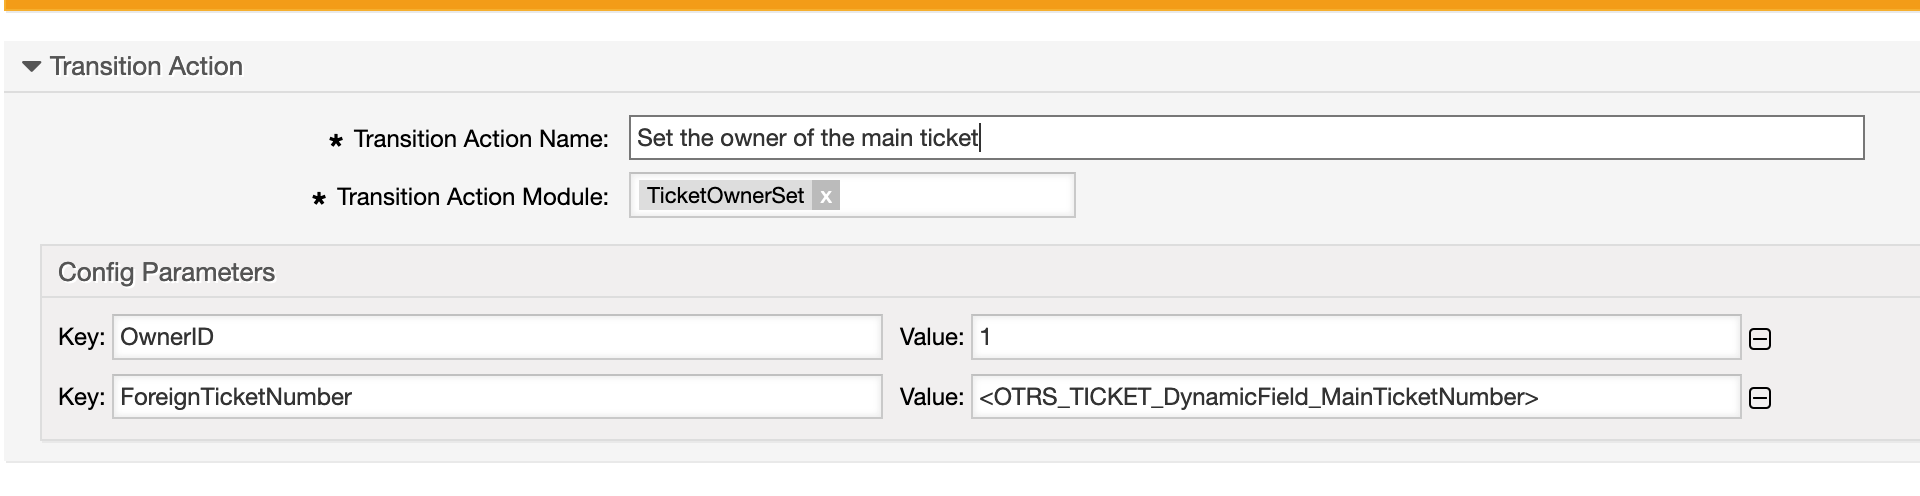 Transition Action
* Transition Action Name: Set the owner of the main ticket
* Transition Action Module: TicketOwnerSet x
Config Parameters
Key: OwnerID Value: 1
Key: ForeignTicketNumber Value: <OTRS_TICKET_DynamicField_MainTicketNumber>